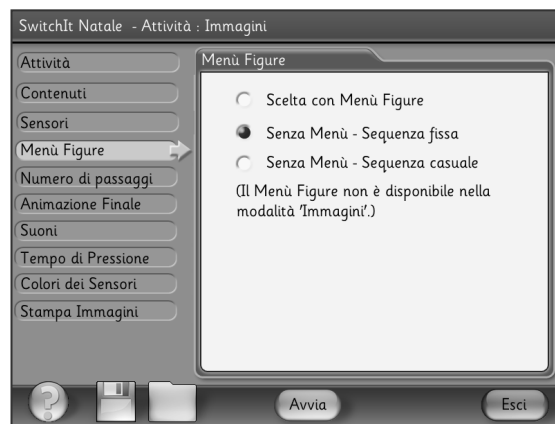 SwitchIt Natale - Attività : Immagini
Attività
Contenuti
Sensori
Menù Figure
Numero di passaggi
Animazione Finale
Suoni
Tempo di Pressione
Colori dei Sensori
Stampa Immagini
Menù Figure
Scelta con Menù Figure
Senza Menù - Sequenza fissa
Senza Menù - Sequenza casuale
(Il Menù Figure non è disponibile nella
modalità 'Immagini'.)
?
Avvia
Esci